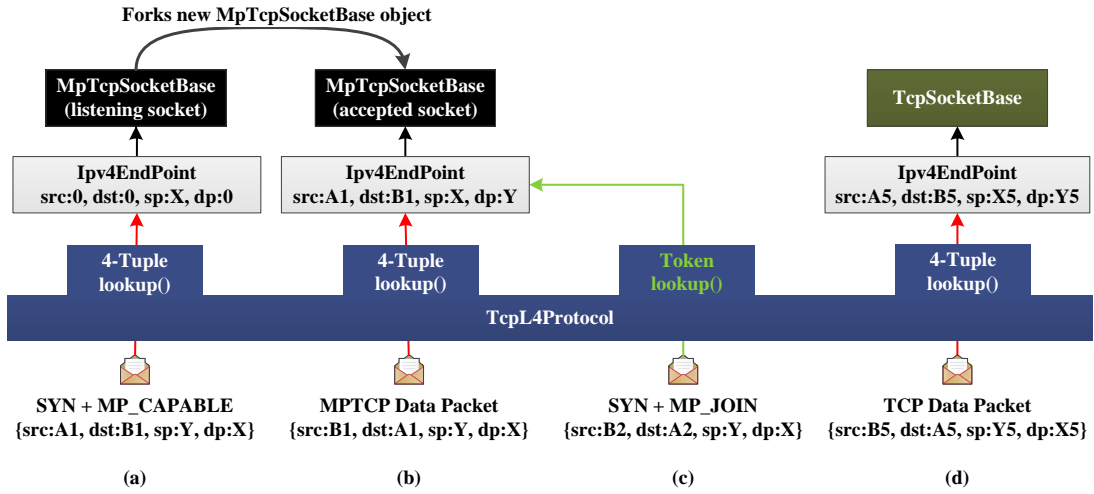 Forks new MpTcpSocketBase object
MpTcpSocketBase
(listening socket)
MpTcpSocketBase
(accepted socket)
TcpSocketBase
Ipv4EndPoint
src:0, dst:0, sp:X, dp:0
Ipv4EndPoint
src:A1, dst:B1, sp:X, dp:Y
Ipv4EndPoint
src:A5, dst:B5, sp:X5, dp:Y5
4-Tuple
lookup()
4-Tuple
lookup()
Token
lookup()
4-Tuple
lookup()
TcpL4Protocol
SYN + MP_CAPABLE
{src:A1, dst:B1, sp:Y, dp:X}
MPTCP Data Packet
{src:B1, dst:A1, sp:Y, dp:X}
SYN + MP_JOIN
{src:B2, dst:A2, sp:Y, dp:X}
TCP Data Packet
{src:B5, dst:A5, sp:Y5, dp:X5}
(a)
(b)
(c)
(d)